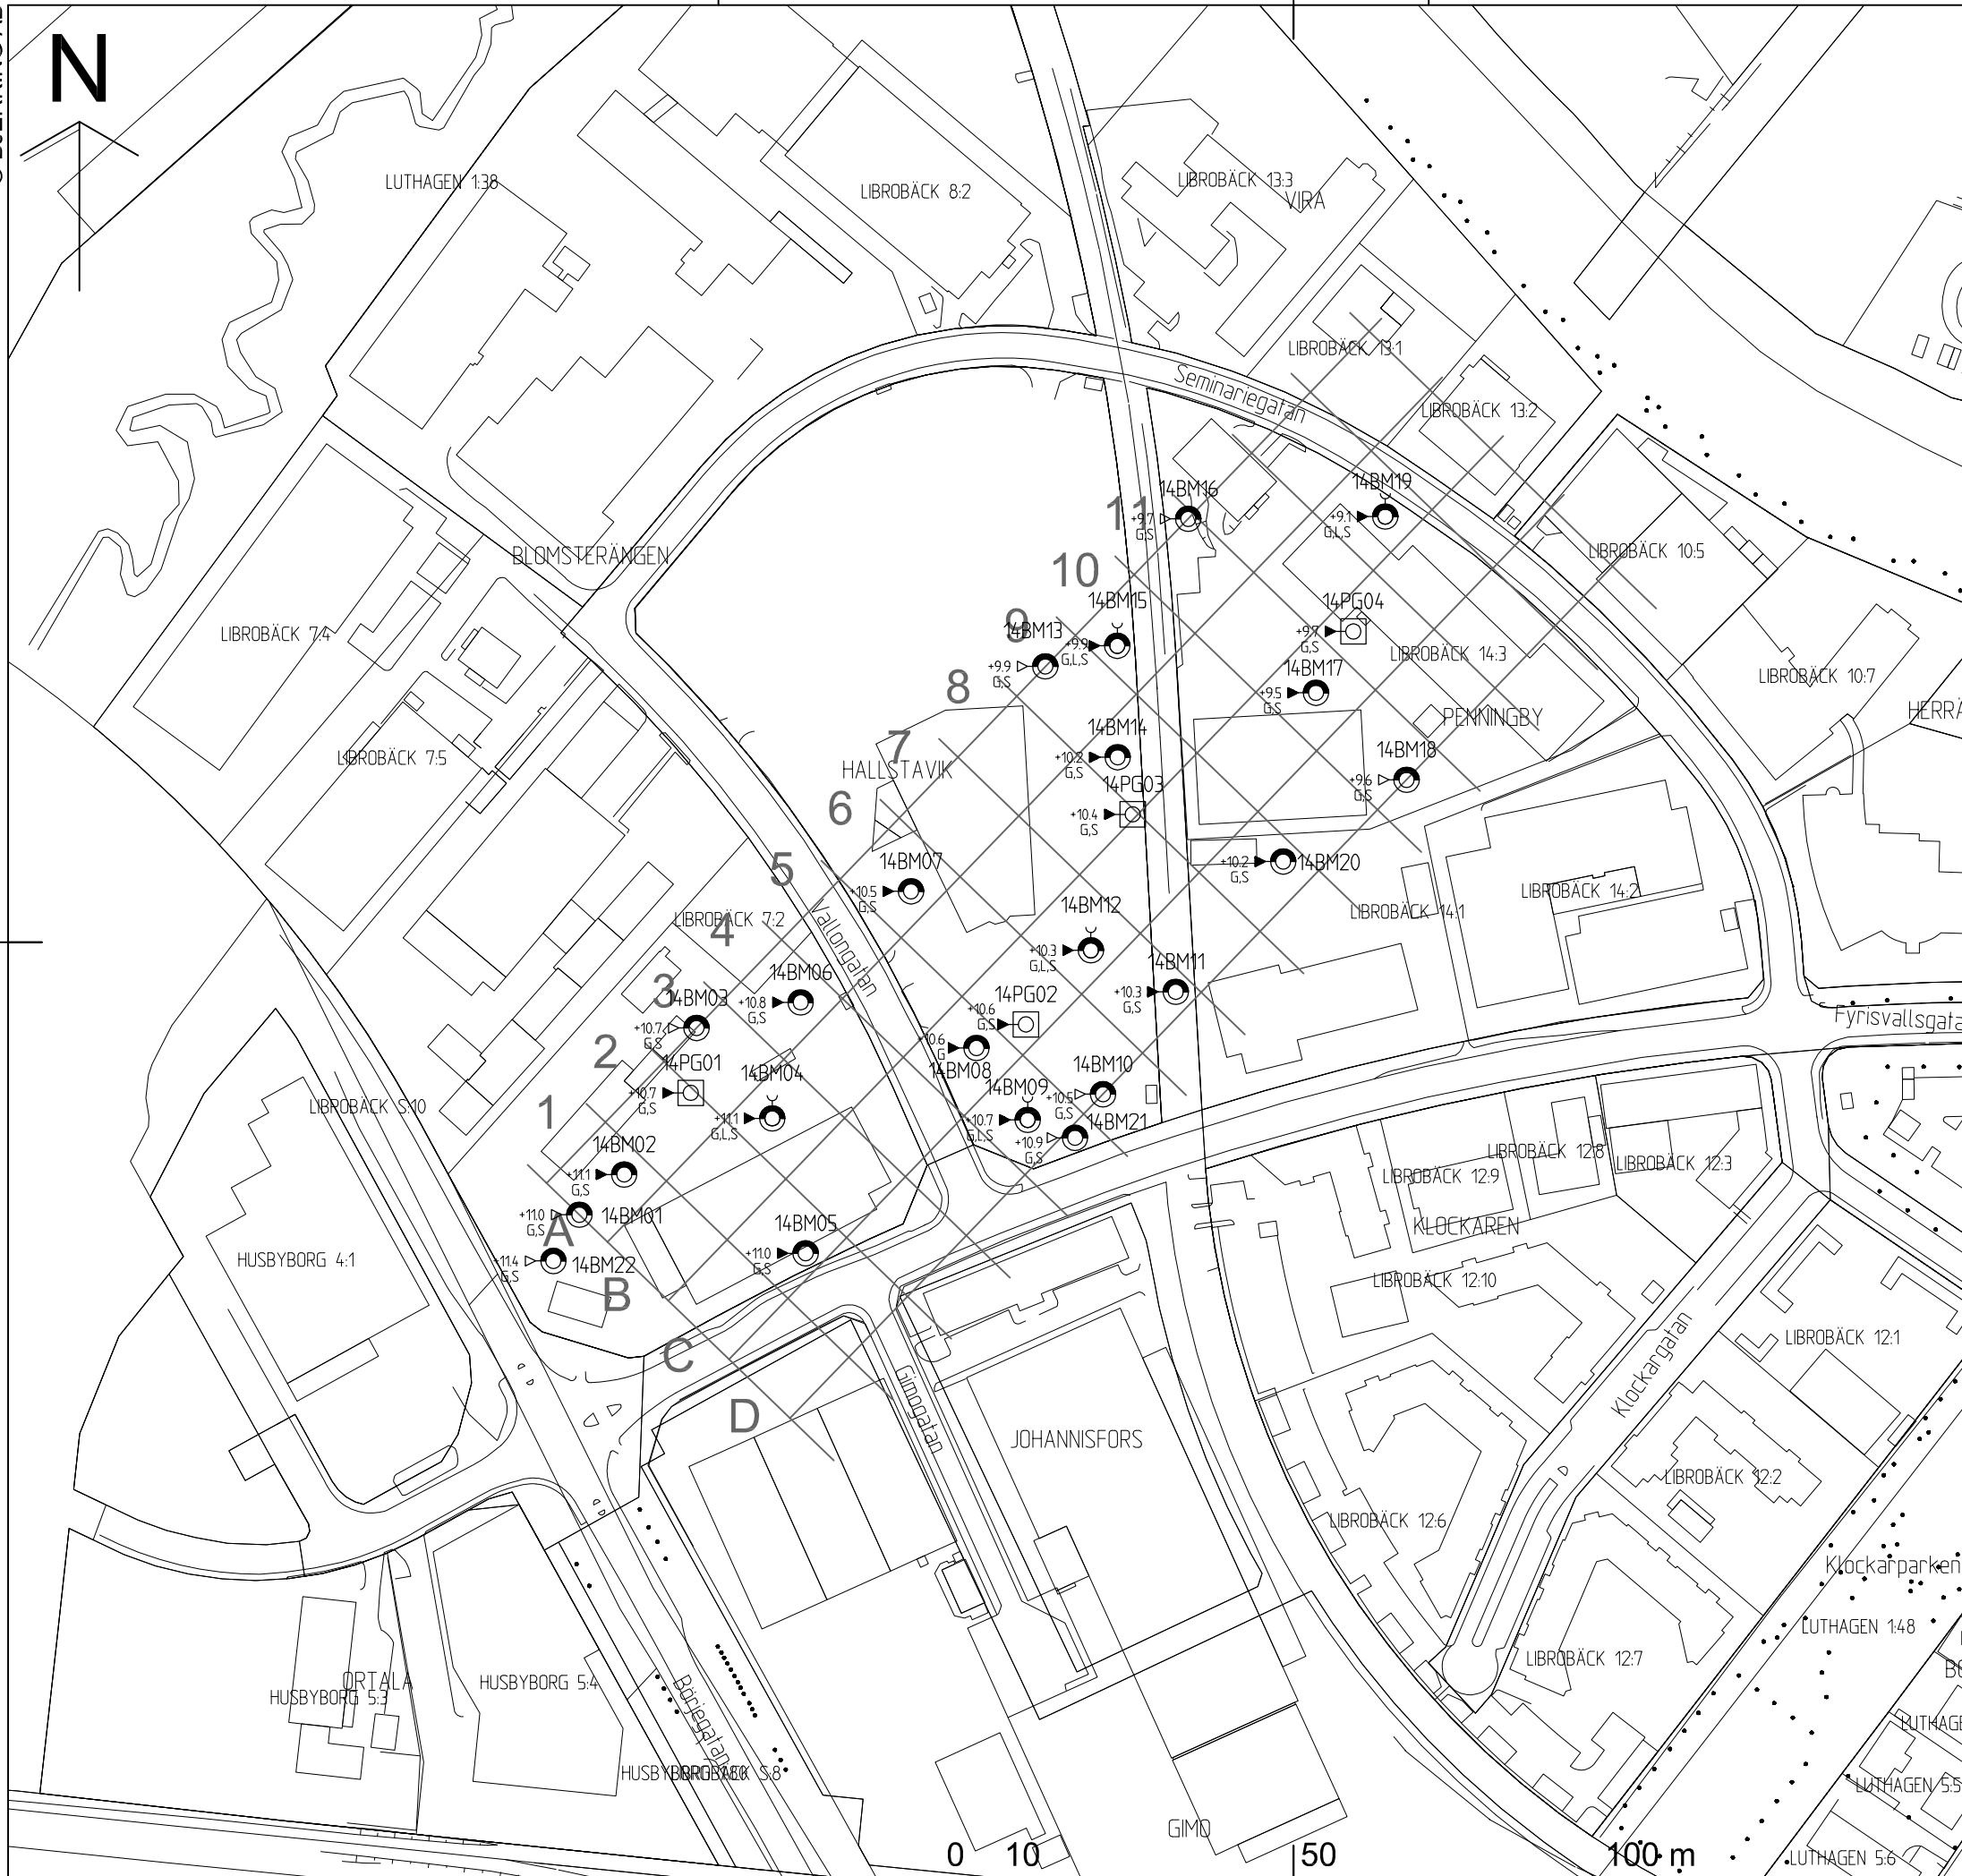 N
LUTHAGEN 1:38
LIBROBÄCK 8:2
LIBROBÄCK 13:3
VIRA
LIBROBÄCK 13:1
Seminariegatan
LIBROBÄCK 13:2
14BM19
+9.1
G,L,S
14BM16
+9.7
G,S
11
BLOMSTERÄNGEN
LIBROBÄCK 10:5
10
14BM15
+9.9
G,L,S
14PG04
+9.7
G,S
LIBROBÄCK 7:4
9
14BM13
+9.9
G,S
LIBROBÄCK 14:3
14BM17
+9.5
G,S
LIBROBÄCK 10:7
8
HERRÄ
PENNINGBY
14BM14
+10.2
G,S
7
14BM18
+9.6
G,S
LIBROBÄCK 7:5
HALLSTAVIK
14PG03
+10.4
G,S
6
14BM07
+10.5
G,S
5
14BM20
+10.2
G,S
LIBROBÄCK 14:2
LIBROBÄCK 14:1
LIBROBÄCK 7:2
4
Vallongatan
14BM12
+10.3
G,L,S
14BM11
+10.3
G,S
14BM06
+10.8
G,S
3
14BM03
+10.7
G,S
14PG02
+10.6
G,S
Fyrisvallsgata
2
14PG01
+10.7
G,S
14BM04
+11.1
G,L,S
+10.6
G
14BM08
14BM09
+10.7
G,L,S
14BM10
+10.5
G,S
LIBROBÄCK S:10
1
14BM21
+10.9
G,S
14BM02
+11.1
G,S
LIBROBÄCK 12:8
LIBROBÄCK 12:3
LIBROBÄCK 12:9
14BM01
+11.0
G,S
A
14BM05
+11.0
G,S
KLOCKAREN
HUSBYBORG 4:1
14BM22
+11.4
G,S
B
LIBROBÄCK 12:10
LIBROBÄCK 12:1
C
Klockargatan
D
Gimogatan
JOHANNISFORS
LIBROBÄCK 12:2
LIBROBÄCK 12:6
Klockarparken
LUTHAGEN 1:48
LIBROBÄCK 12:7
ORTALA
HUSBYBORG 5:3
HUSBYBORG 5:4
Börjegatan
LIBROBÄCK S:8
LUTHAGE
LUTHAGEN 5:5
GIMO
0 10 50 100 m
LUTHAGEN 5:6